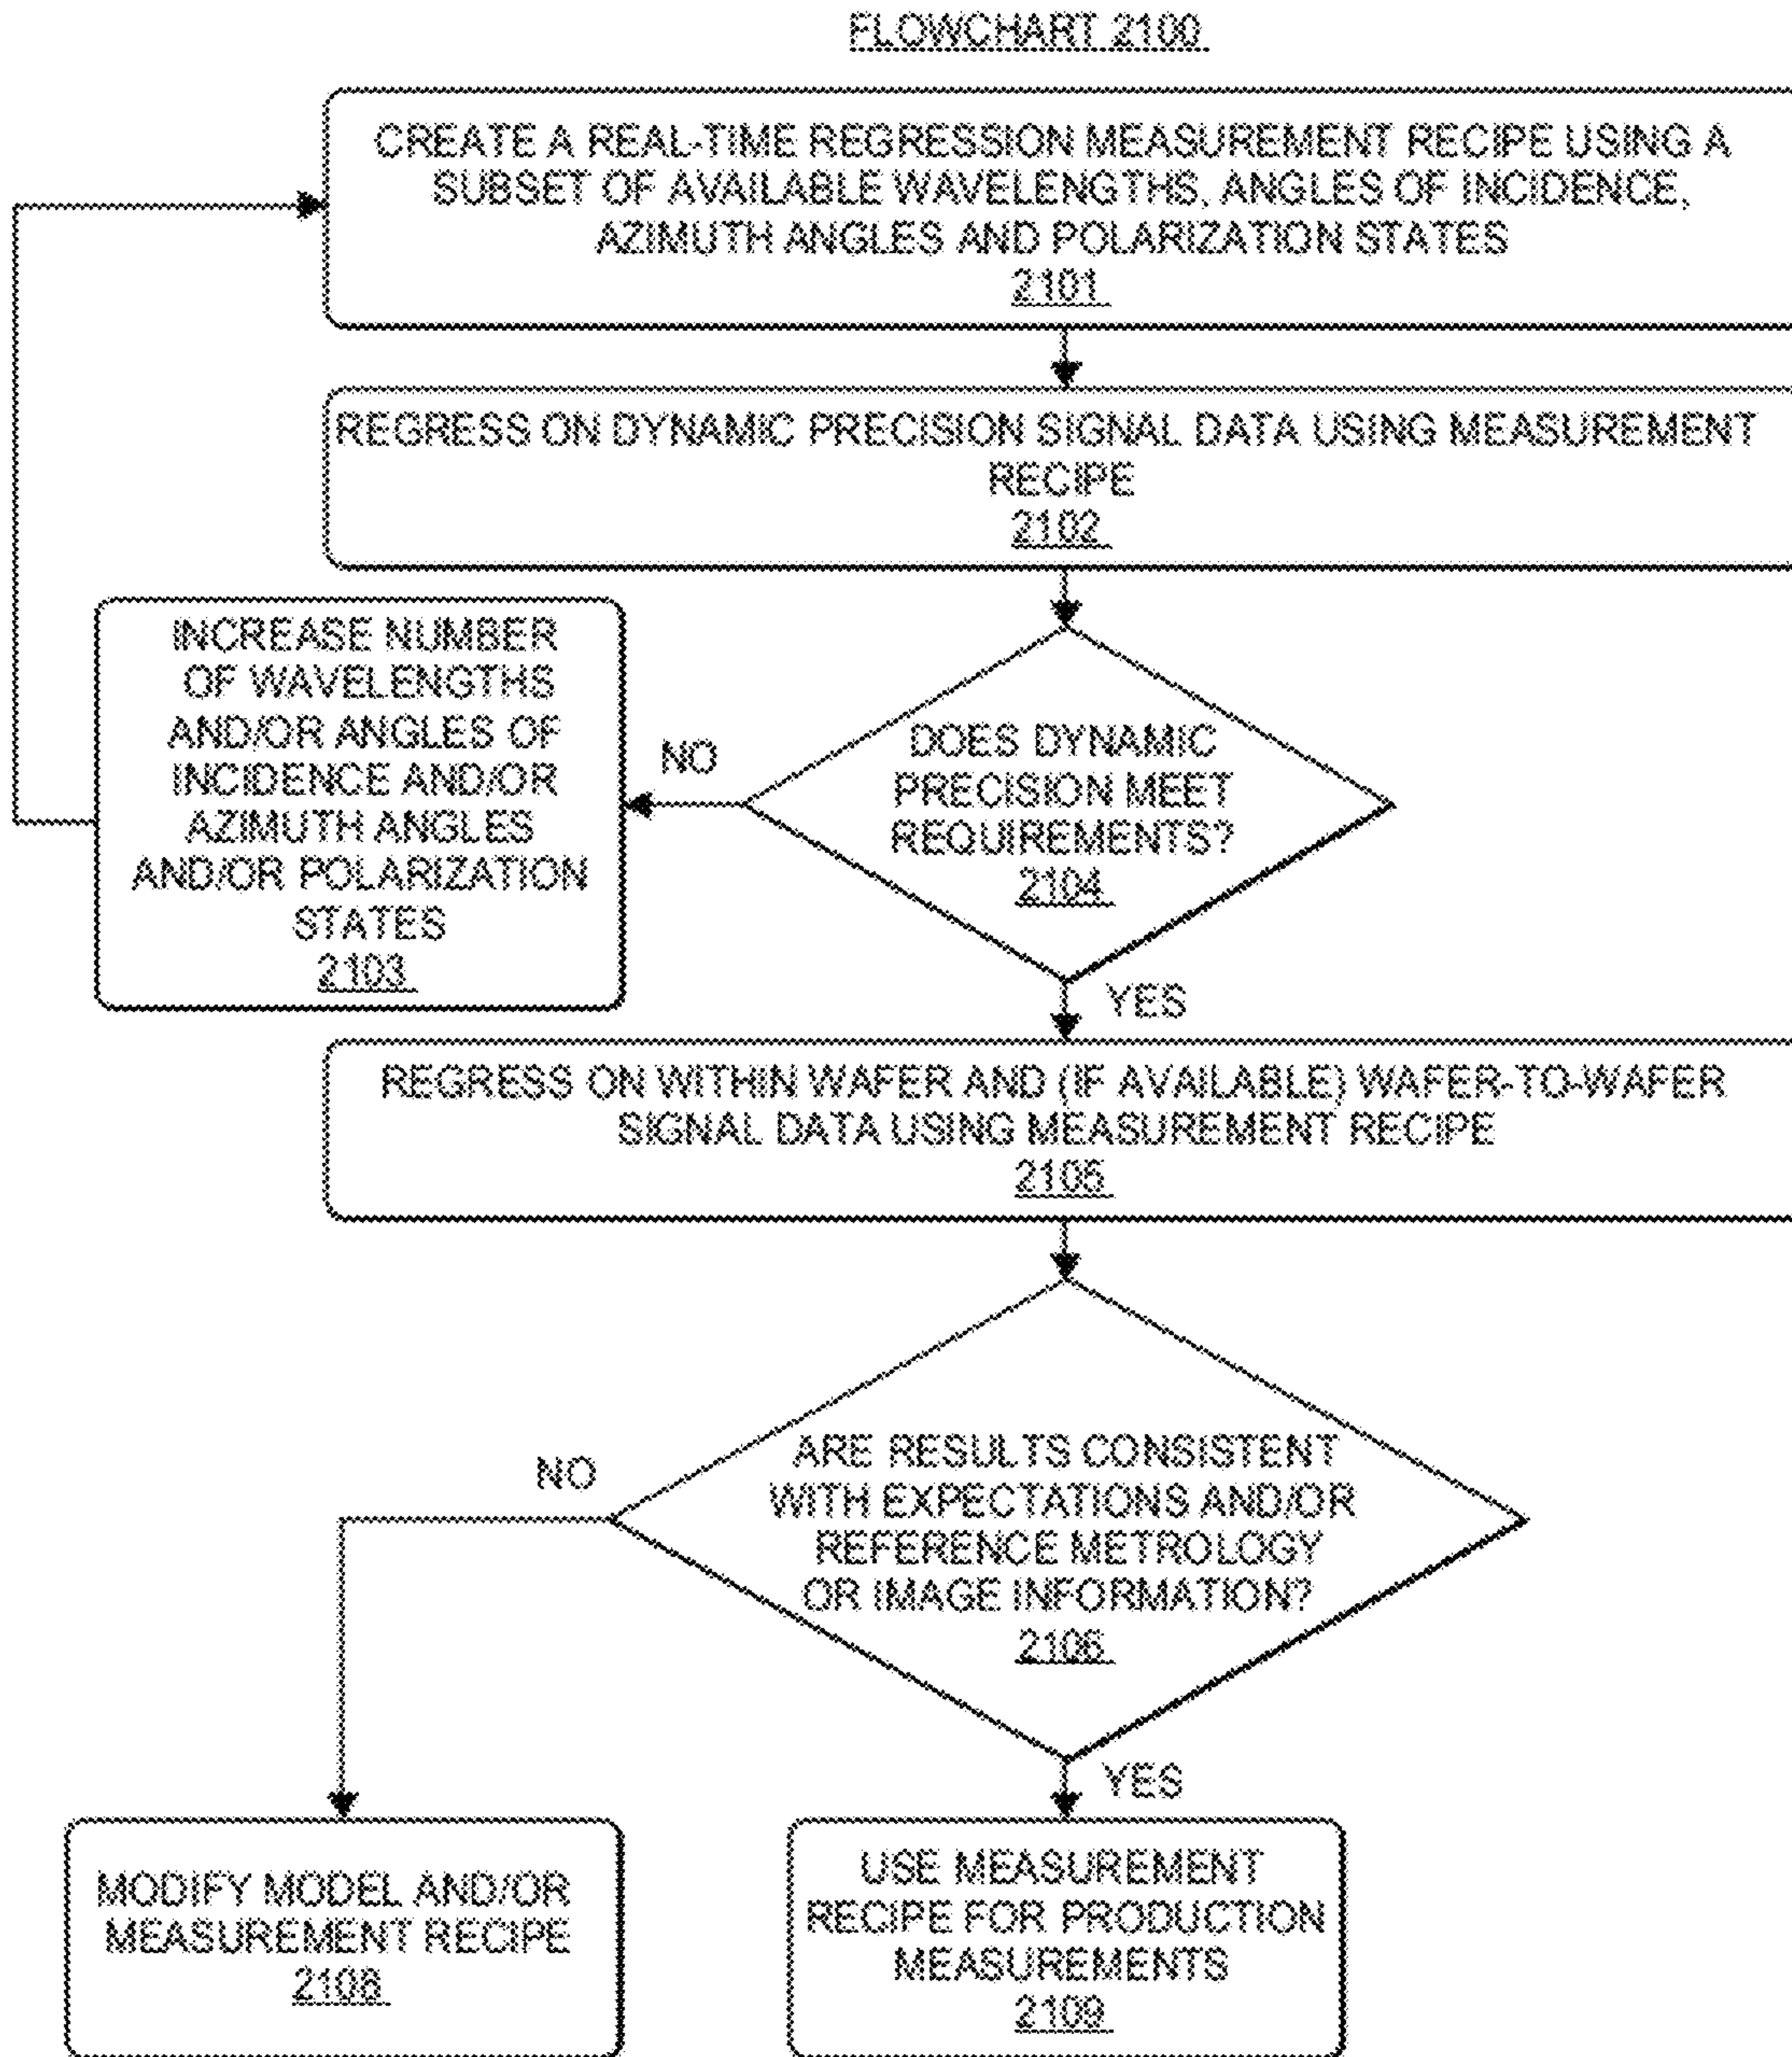 FLOWCHART 2100
CREATE A REAL-TIME REGRESSION MEASUREMENT RECIPE USING A
SUBSET OF AVAILABLE WAVELENGTHS, ANGLES OF INCIDENCE,
AZIMUTH ANGLES AND POLARIZATION STATES
2101
REGRESS ON DYNAMIC PRECISION SIGNAL DATA USING MEASUREMENT
RECIPE
2102
INCREASE NUMBER
OF WAVELENGTHS
AND/OR ANGLES OF
INCIDENCE AND/OR
AZIMUTH ANGLES
AND/OR POLARIZATION
STATES
2103
NO
DOES DYNAMIC
PRECISION MEET
REQUIREMENTS?
2104
YES
REGRESS ON WITHIN WAFER AND (IF AVAILABLE) WAFER-TO-WAFER
SIGNAL DATA USING MEASUREMENT RECIPE
2105
NO
ARE RESULTS CONSISTENT
WITH EXPECTATIONS AND/OR
REFERENCE METROLOGY
OR IMAGE INFORMATION?
2106
YES
MODIFY MODEL AND/OR
MEASUREMENT RECIPE
2108
USE MEASUREMENT
RECIPE FOR PRODUCTION
MEASUREMENTS
2109